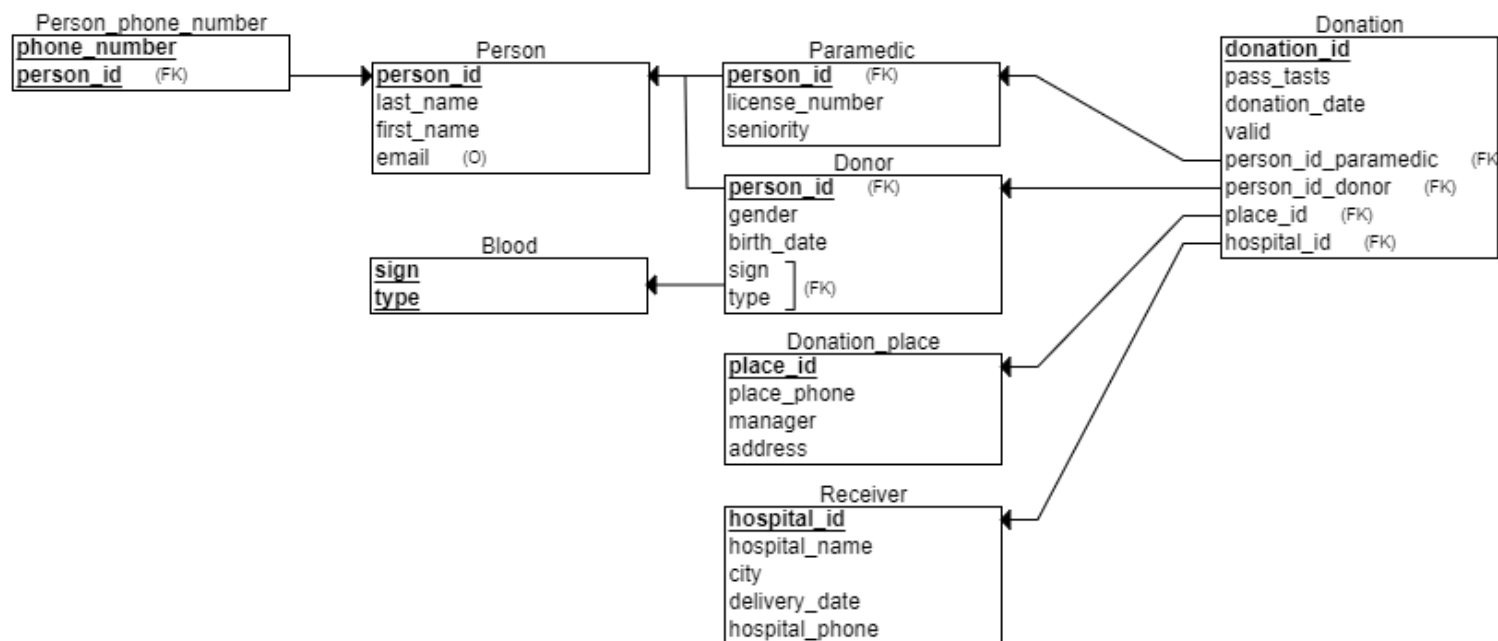 Person_phone_number
phone_number
person_id (FK)
Person
person_id
last_name
first_name
email (O)
Blood
sign
type
Paramedic
person_id (FK)
license_number
seniority
Donor
person_id (FK)
gender
birth_date
sign
type
(FK)
Donation_place
place_id
place_phone
manager
address
Receiver
hospital_id
hospital_name
city
delivery_date
hospital_phone
Donation
donation_id
pass_tasts
donation_date
valid
person_id_paramedic (FK
person_id_donor (FK)
place_id (FK)
hospital_id (FK)